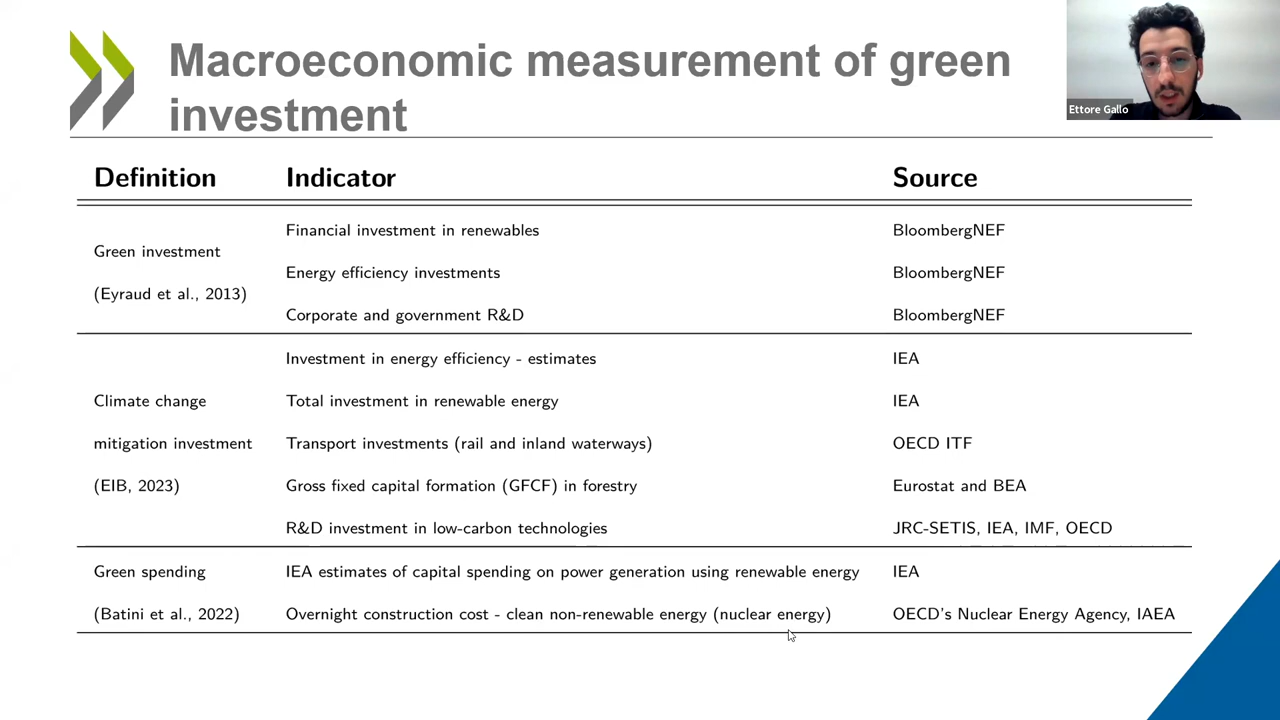 Macroeconomic measurement of green
investment
Ettore Gallo
Definition Indicator Source
Green investment
(Eyraud et al., 2013)
Financial investment in renewables BloombergNEF
Energy efficiency investments BloombergNEF
Corporate and government R&D BloombergNEF
Climate change
mitigation investment
(EIB, 2023)
Investment in energy efficiency - estimates IEA
Total investment in renewable energy IEA
Transport investments (rail and inland waterways) OECD ITF
Gross fixed capital formation (GFCF) in forestry Eurostat and BEA
R&D investment in low-carbon technologies JRC-SETIS, IEA, IMF, OECD
Green spending
(Batini et al., 2022)
IEA estimates of capital spending on power generation using renewable energy IEA
Overnight construction cost - clean non-renewable energy (nuclear energy) OECD's Nuclear Energy Agency, IAEA